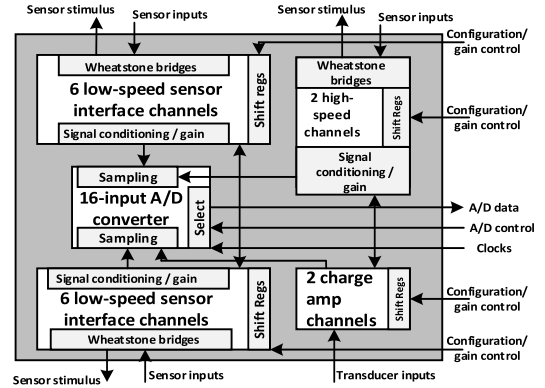 Sensor stimulus
Sensor inputs
Sensor stimulus
Sensor inputs
Configuration/
gain control
Wheatstone bridges
6 low-speed sensor
interface channels
Signal conditioning / gain
Shift regs
Wheatstone
bridges
2 high-
speed
channels
Shift Regs
Signal
conditioning /
gain
Configuration/
gain control
Sampling
16-input A/D
converter
Sampling
Select
A/D data
A/D control
Clocks
Signal conditioning / gain
6 low-speed sensor
interface channels
Wheatstone bridges
Shift Regs
2 charge
amp
channels
Shift Regs
Configuration/
gain control
Configuration/
gain control
Sensor stimulus
Sensor inputs
Transducer inputs